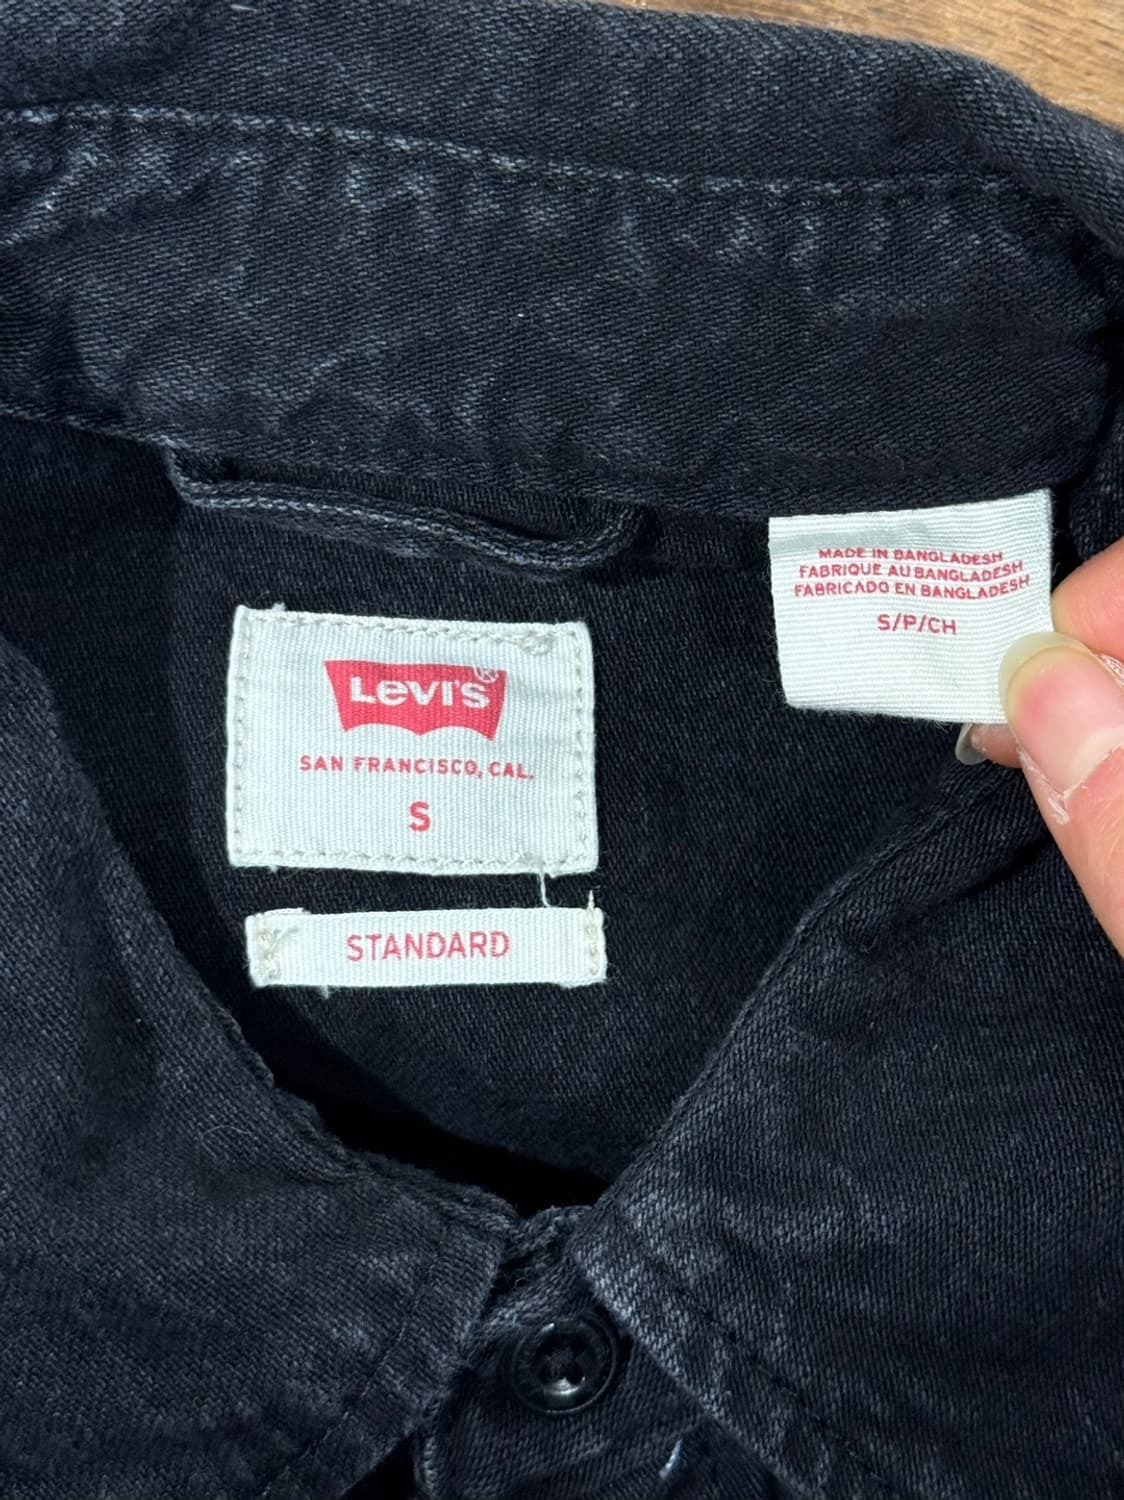 LEVI'S®
SAN FRANCISCO, CAL.
S
STANDARD
MADE IN BANGLADESH
FABRIQUE AU BANGLADESH
FABRICADO EN BANGLADESH
S/P/CH